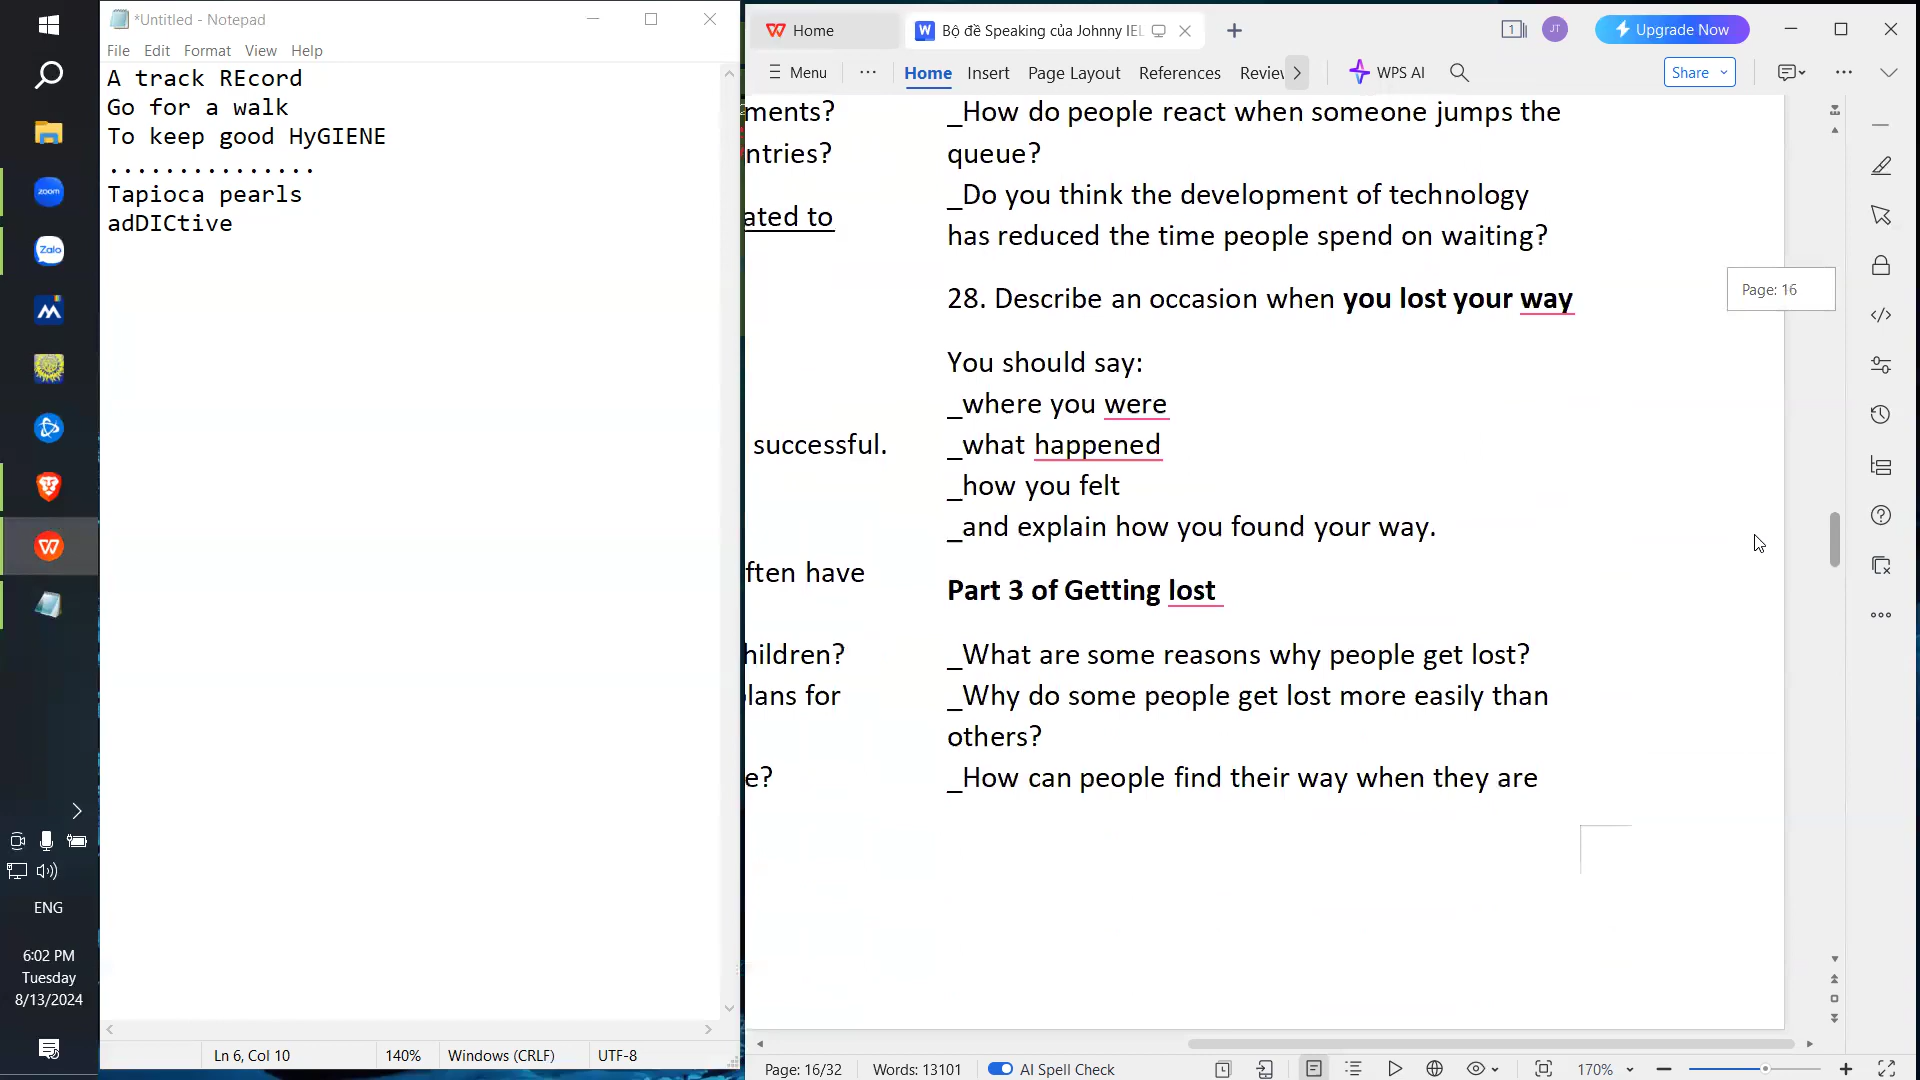 *Untitled - Notepad
File Edit Format View Help
A track REcord
Go for a walk
To keep good HyGIENE
...............
Tapioca pearls
adDICtive
Ln 6, Col 10 140% Windows (CRLF) UTF-8
zoom
Zalo
ENG
6:02 PM
Tuesday
8/13/2024
Home Bộ đề Speaking của Johnny IEL
1 JT Upgrade Now
Menu Home Insert Page Layout References Review WPS AI Share
ments?
ntries?
ated to
successful.
ften have
hildren?
lans for
e?
_How do people react when someone jumps the
queue?
_Do you think the development of technology
has reduced the time people spend on waiting?
28. Describe an occasion when you lost your way
You should say:
_where you were
_what happened
_how you felt
_and explain how you found your way.
Part 3 of Getting lost
_What are some reasons why people get lost?
_Why do some people get lost more easily than
others?
_How can people find their way when they are
Page: 16
Page: 16/32 Words: 13101 AI Spell Check 170%